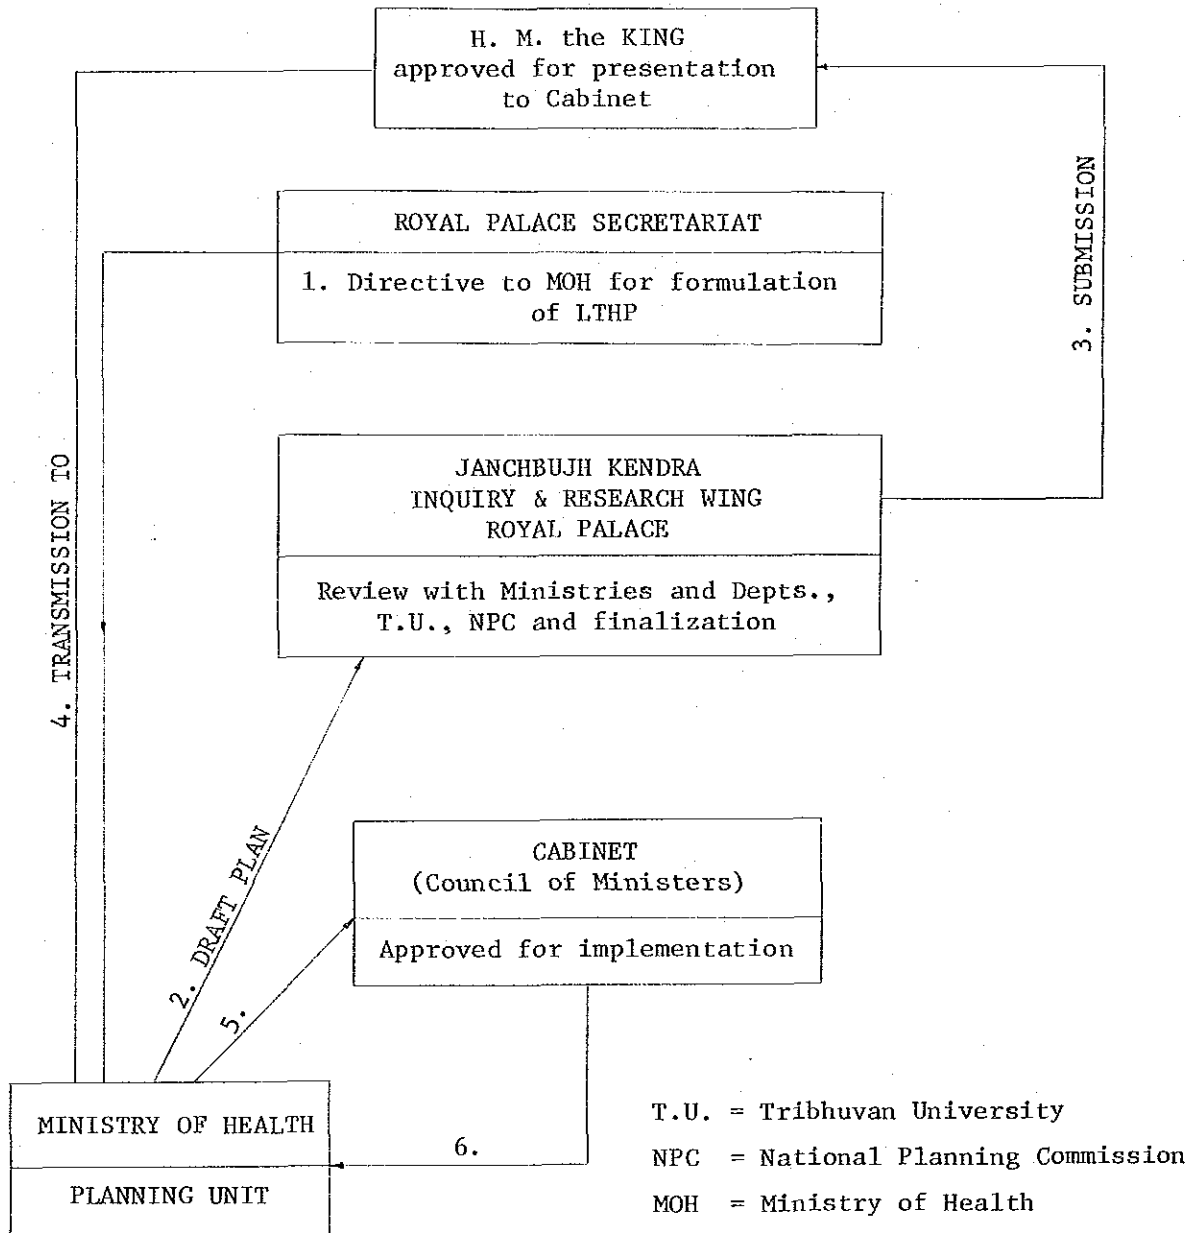 H. M. the KING
approved for presentation
to Cabinet
ROYAL PALACE SECRETARIAT
1. Directive to MOH for formulation
of LTHP
3. SUBMISSION
JANCHBUJH KENDRA
INQUIRY & RESEARCH WING
ROYAL PALACE
Review with Ministries and Depts.,
T.U., NPC and finalization
4. TRANSMISSION TO
2. DRAFT PLAN
5.
CABINET
(Council of Ministers)
Approved for implementation
MINISTRY OF HEALTH
PLANNING UNIT
6.
T.U. = Tribhuvan University
NPC = National Planning Commission
MOH = Ministry of Health